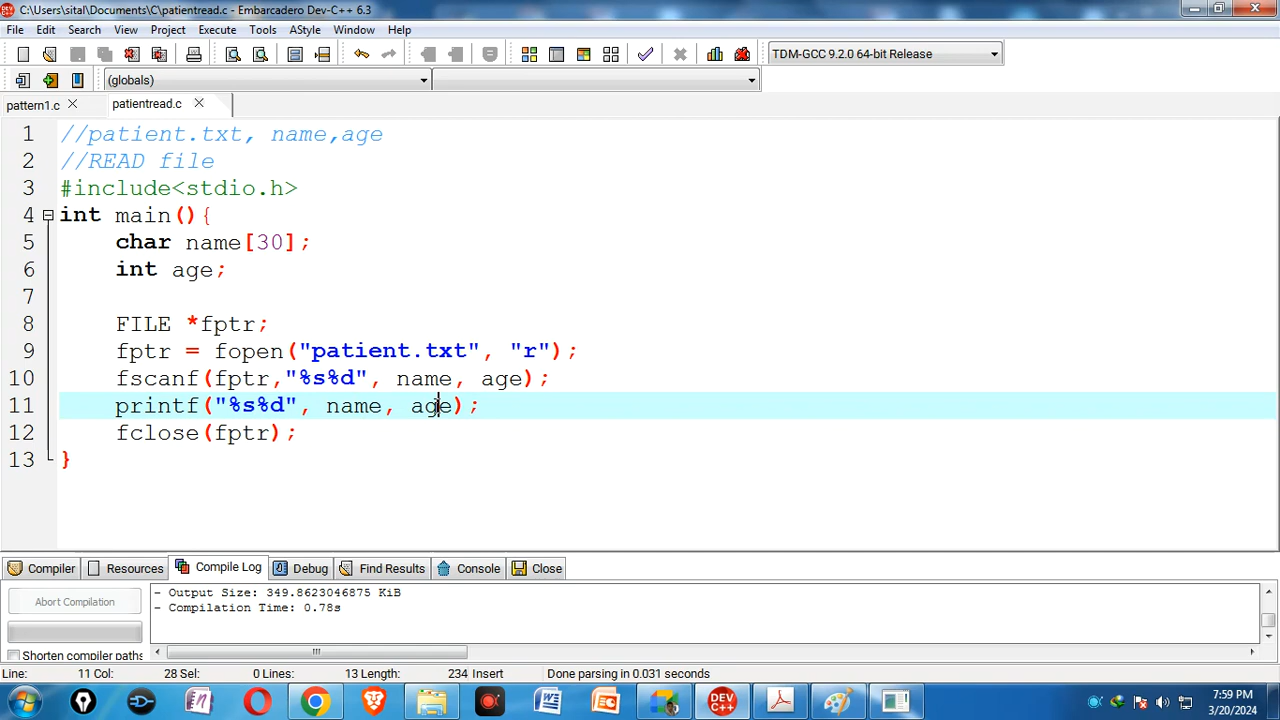 C:\Users\sital\Documents\C\patientread.c - Embarcadero Dev-C++ 6.3
File Edit Search View Project Execute Tools AStyle Window Help
TDM-GCC 9.2.0 64-bit Release
(globals)
pattern1.c patientread.c
1 //patient.txt, name,age
2 //READ file
3 #include<stdio.h>
4 int main(){
5 char name[30];
6 int age;
7
8 FILE *fptr;
9 fptr = fopen("patient.txt", "r");
10 fscanf(fptr,"%s%d", name, age);
11 printf("%s%d", name, age);
12 fclose(fptr);
13 }
Compiler Resources Compile Log Debug Find Results Console Close
- Output Size: 349.8623046875 KiB
Abort Compilation
- Compilation Time: 0.78s
Shorten compiler paths
Line: 11 Col: 28 Sel: 0 Lines: 13 Length: 234 Insert Done parsing in 0.031 seconds
DEV C++
7:59 PM
3/20/2024